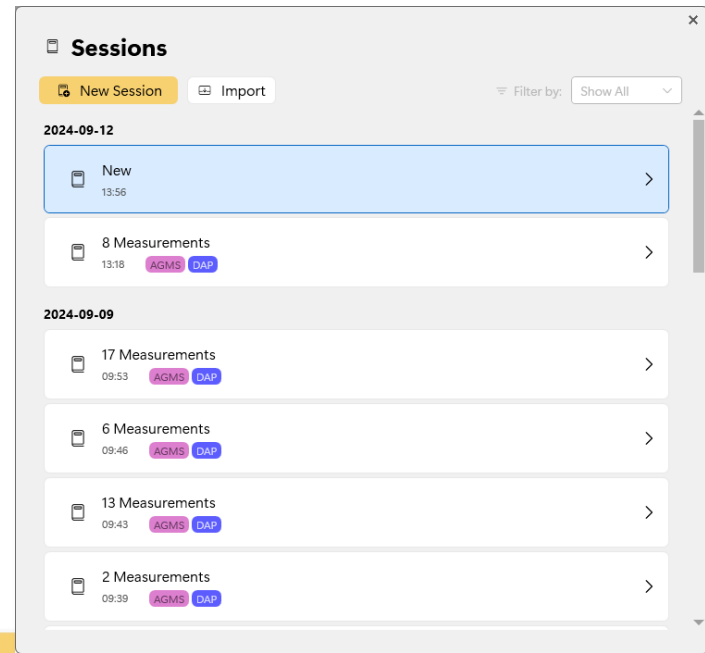 Sessions
New Session Import Filter by: Show All
2024-09-12
New
13:56
8 Measurements
13:18 AGMS DAP
2024-09-09
17 Measurements
09:53 AGMS DAP
6 Measurements
09:46 AGMS DAP
13 Measurements
09:43 AGMS DAP
2 Measurements
09:39 AGMS DAP